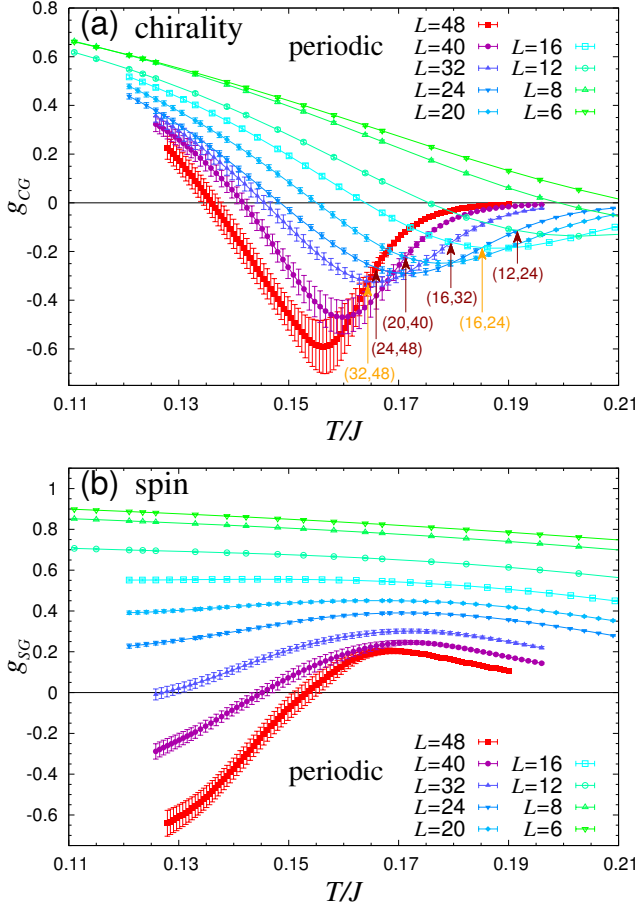 (a) chirality
periodic
L=48
L=40
L=32
L=24
L=20
L=16
L=12
L=8
L=6
g_CG
0.8
0.6
0.4
0.2
0
-0.2
-0.4
-0.6
(12,24)
(16,32)
(16,24)
(20,40)
(24,48)
(32,48)
0.11 0.13 0.15 0.17 0.19 0.21
T/J
(b) spin
g_SG
1
0.8
0.6
0.4
0.2
0
-0.2
-0.4
-0.6
periodic
L=48
L=40
L=32
L=24
L=20
L=16
L=12
L=8
L=6
0.11 0.13 0.15 0.17 0.19 0.21
T/J